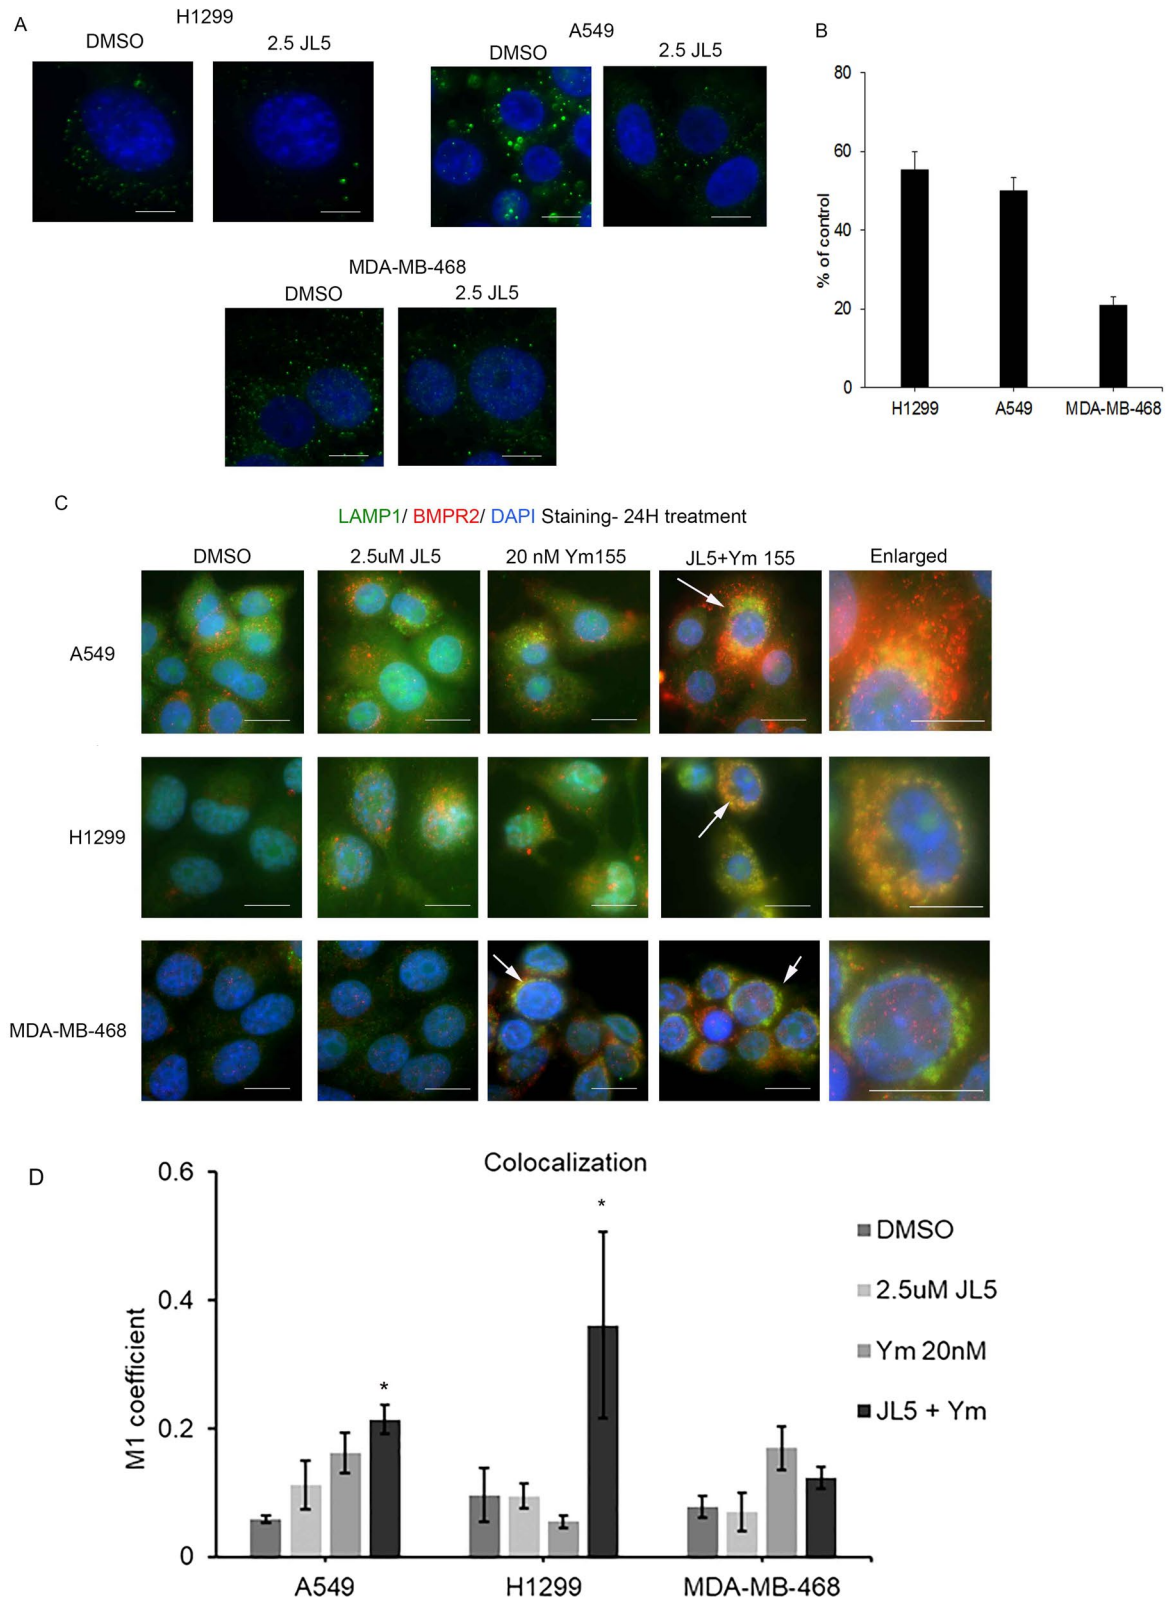 A
H1299
DMSO
2.5 JL5
A549
DMSO
2.5 JL5
MDA-MB-468
DMSO
2.5 JL5
B
80
60
40
20
0
% of control
H1299
A549
MDA-MB-468
C
LAMP1/ BMPR2/ DAPI Staining- 24H treatment
DMSO
2.5uM JL5
20 nM Ym155
JL5+Ym 155
Enlarged
A549
H1299
MDA-MB-468
D
Colocalization
0.6
0.4
0.2
0
M1 coefficient
*
*
A549
H1299
MDA-MB-468
DMSO
2.5uM JL5
Ym 20nM
JL5 + Ym